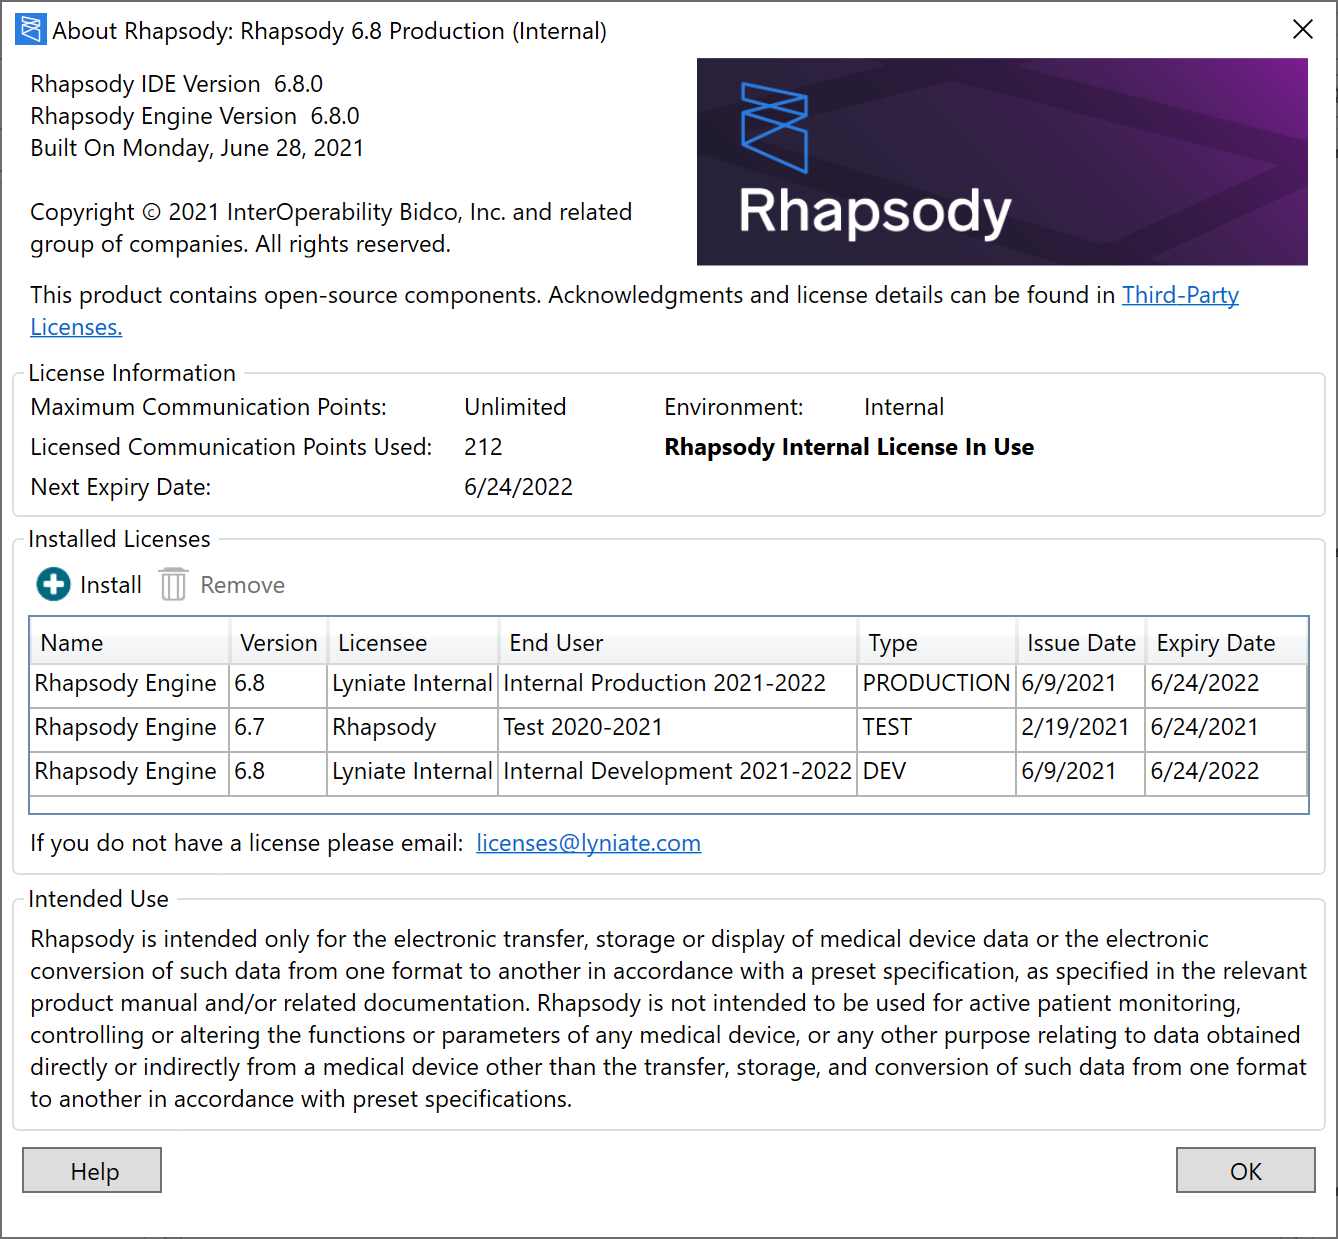 About Rhapsody: Rhapsody 6.8 Production (Internal)
Rhapsody IDE Version  6.8.0
Rhapsody Engine Version  6.8.0
Built On Monday, June 28, 2021
Copyright © 2021 InterOperability Bidco, Inc. and related
group of companies. All rights reserved.
Rhapsody
This product contains open-source components. Acknowledgments and license details can be found in Third-Party
Licenses.
License Information
Maximum Communication Points: Unlimited Environment: Internal
Licensed Communication Points Used: 212 Rhapsody Internal License In Use
Next Expiry Date: 6/24/2022
Installed Licenses
Install Remove
Name Version Licensee End User Type Issue Date Expiry Date
Rhapsody Engine 6.8 Lyniate Internal Internal Production 2021-2022 PRODUCTION 6/9/2021 6/24/2022
Rhapsody Engine 6.7 Rhapsody Test 2020-2021 TEST 2/19/2021 6/24/2021
Rhapsody Engine 6.8 Lyniate Internal Internal Development 2021-2022 DEV 6/9/2021 6/24/2022
If you do not have a license please email: licenses@lyniate.com
Intended Use
Rhapsody is intended only for the electronic transfer, storage or display of medical device data or the electronic
conversion of such data from one format to another in accordance with a preset specification, as specified in the relevant
product manual and/or related documentation. Rhapsody is not intended to be used for active patient monitoring,
controlling or altering the functions or parameters of any medical device, or any other purpose relating to data obtained
directly or indirectly from a medical device other than the transfer, storage, and conversion of such data from one format
to another in accordance with preset specifications.
Help OK